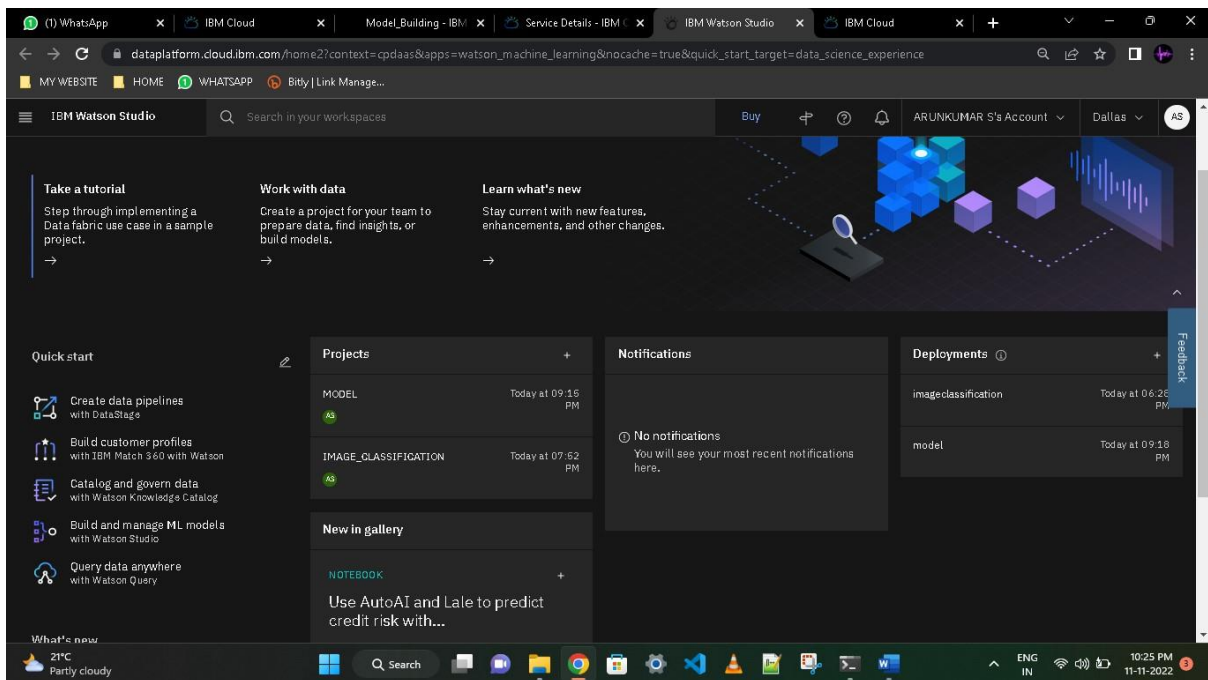 (1) WhatsApp
IBM Cloud
Model_Building - IBM
Service Details - IBM C
IBM Watson Studio
IBM Cloud
dataplatform.cloud.ibm.com/home2?context=cpdaas&apps=watson_machine_learning&nocache=true&quick_start_target=data_science_experience
MY WEBSITE HOME WHATSAPP Bitly | Link Manage...
IBM Watson Studio
Search in your workspaces
Buy
ARUNKUMAR S's Account
Dallas
AS
Take a tutorial
Step through implementing a
Data fabric use case in a sample
project.
Work with data
Create a project for your team to
prepare data, find insights, or
build models.
Learn what's new
Stay current with new features,
enhancements, and other changes.
Feedback
Quick start
Create data pipelines
with DataStage
Build customer profiles
with IBM Match 360 with Watson
Catalog and govern data
with Watson Knowledge Catalog
Build and manage ML models
with Watson Studio
Query data anywhere
with Watson Query
What's new
Projects
MODEL
AS
Today at 09:15
PM
IMAGE_CLASSIFICATION
AS
Today at 07:52
PM
New in gallery
NOTEBOOK
Use AutoAI and Lale to predict
credit risk with...
Notifications
No notifications
You will see your most recent notifications
here.
Deployments
imageclassification
Today at 06:28
PM
model
Today at 09:18
PM
21°C
Partly cloudy
Search
ENG
IN
10:25 PM
11-11-2022
3